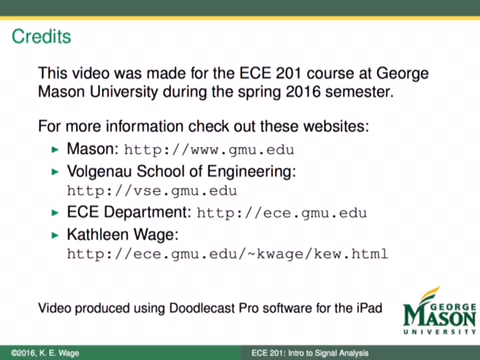 Credits
This video was made for the ECE 201 course at George
Mason University during the spring 2016 semester.
For more information check out these websites:
Mason: http://www.gmu.edu
Volgenau School of Engineering:
http://vse.gmu.edu
ECE Department: http://ece.gmu.edu
Kathleen Wage:
http://ece.gmu.edu/~kwage/kew.html
Video produced using Doodlecast Pro software for the iPad
GEORGE
MASON
UNIVERSITY
©2016, K. E. Wage
ECE 201: Intro to Signal Analysis